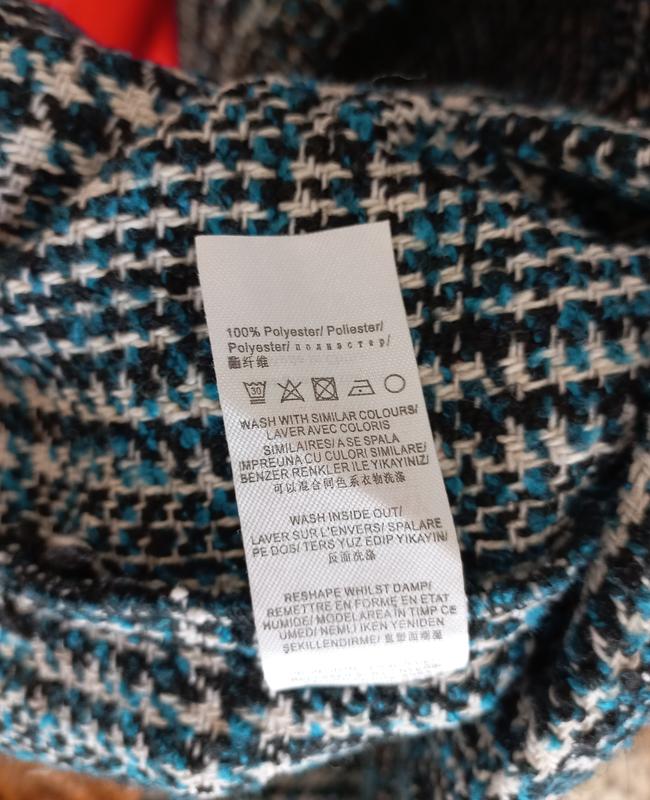 100% Polyester/ Poliester/
Polyester/ полиэстер/
酯纤维
30
WASH WITH SIMILAR COLOURS/
LAVER AVEC COLORIS
SIMILAIRES/ A SE SPALA
IMPREUNA CU CULORI SIMILARE/
BENZER RENKLER ILE YIKAYINIZ/
可以混合同色系衣物洗涤
WASH INSIDE OUT/
LAVER SUR L'ENVERS/ SPALARE
PE DOS/ TERS YUZ EDIP YIKAYIN/
反面洗涤
RESHAPE WHILST DAMP/
REMETTRE EN FORME EN ETAT
HUMIDE/ MODELAREA ÎN TIMP CE
UMED/ NEMLI IKEN YENIDEN
ŞEKILLENDIRME/